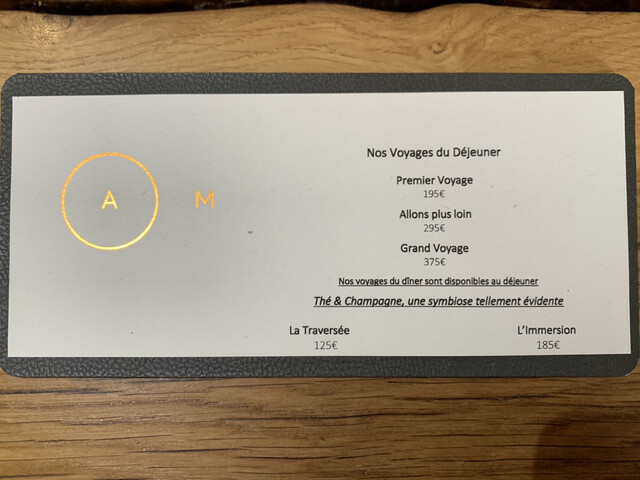 A M
Nos Voyages du Déjeuner
Premier Voyage
195€
Allons plus loin
295€
Grand Voyage
375€
Nos voyages du dîner sont disponibles au déjeuner
Thé & Champagne, une symbiose tellement évidente
La Traversée
125€
L'Immersion
185€